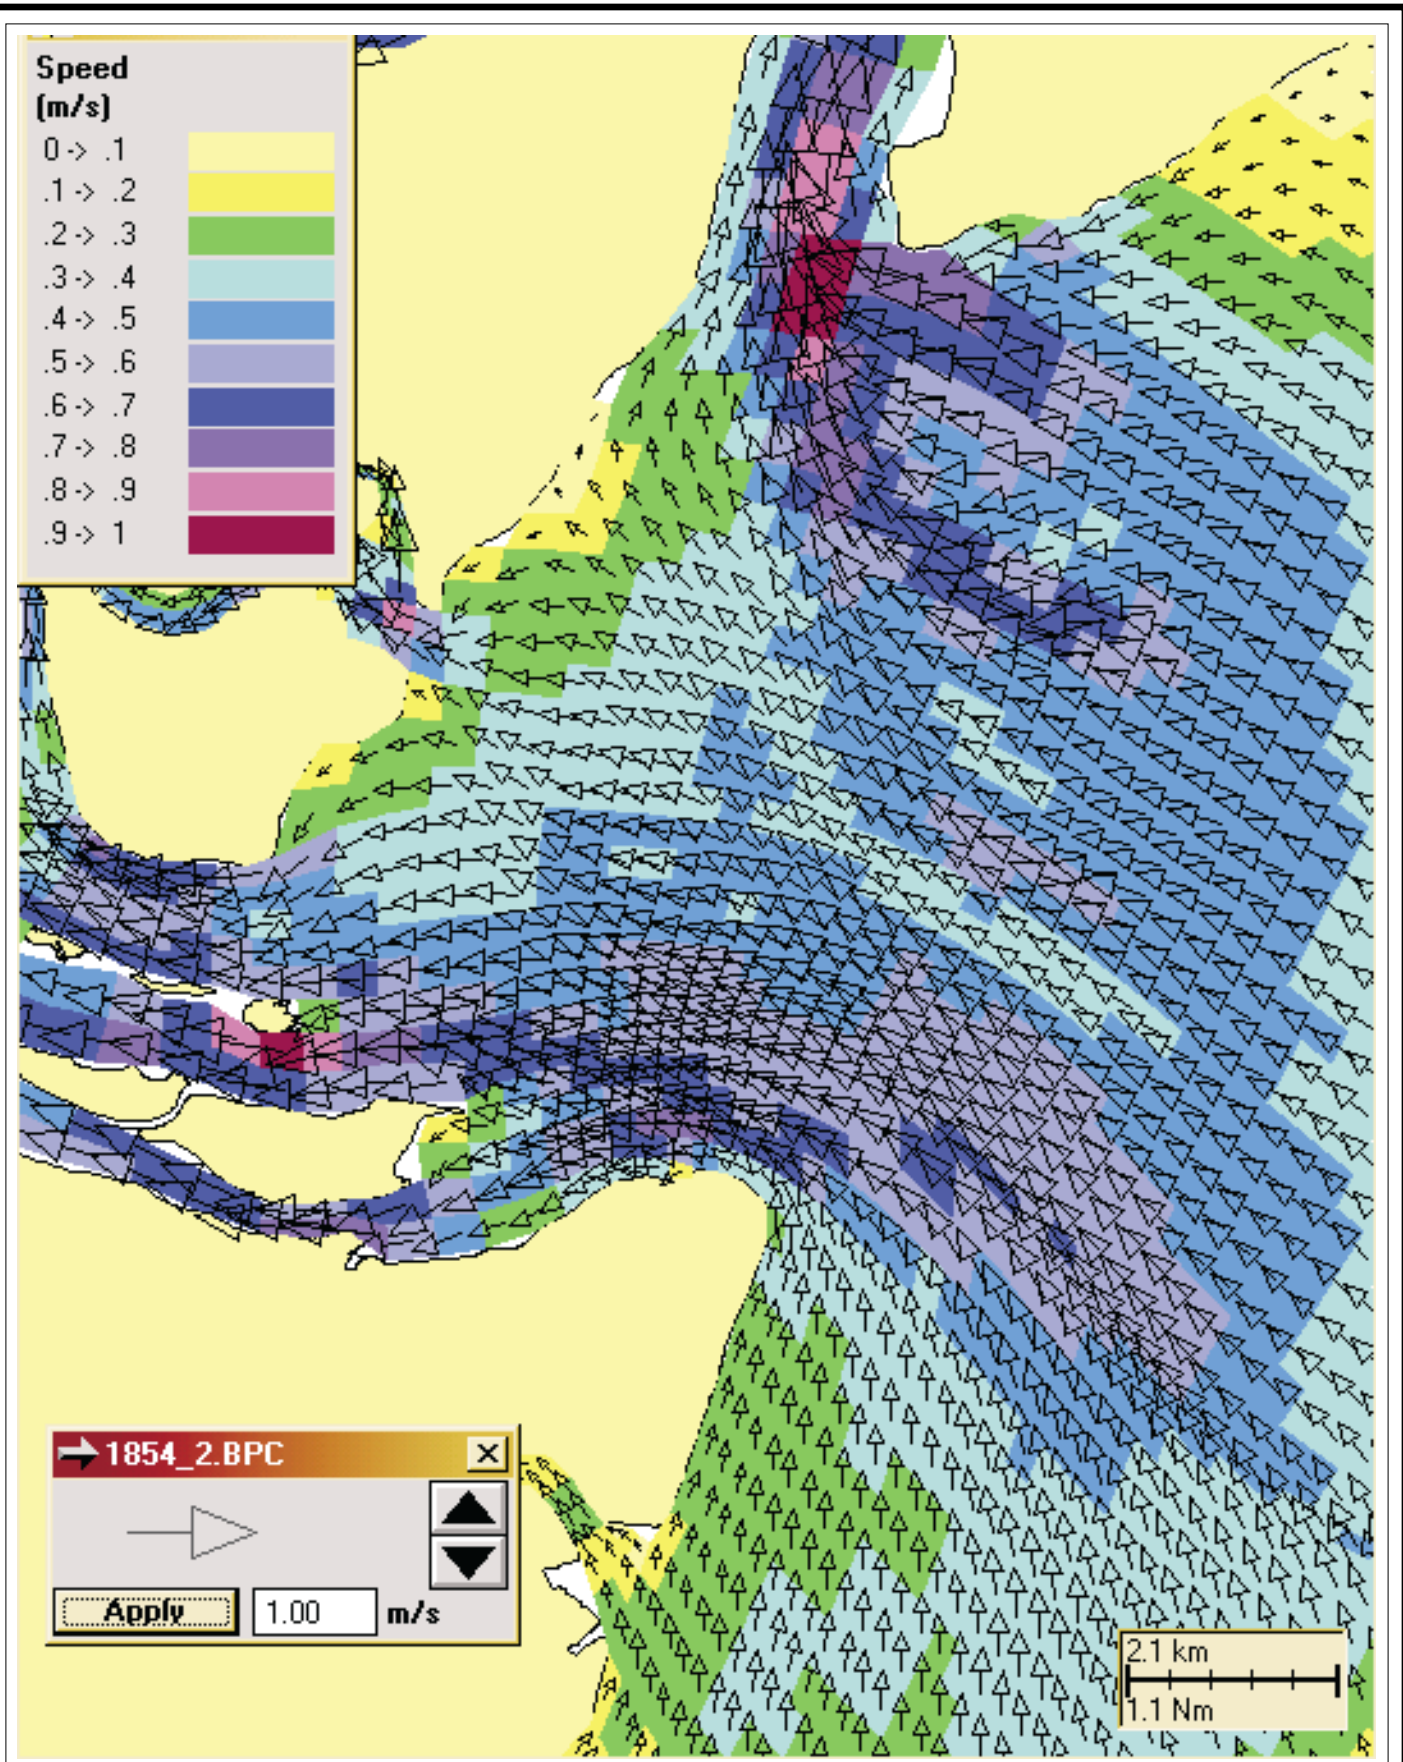 Speed
(m/s)
0 -> .1
.1 -> .2
.2 -> .3
.3 -> .4
.4 -> .5
.5 -> .6
.6 -> .7
.7 -> .8
.8 -> .9
.9 -> 1
1854_2.BPC
Apply 1.00 m/s
2.1 km
1.1 Nm